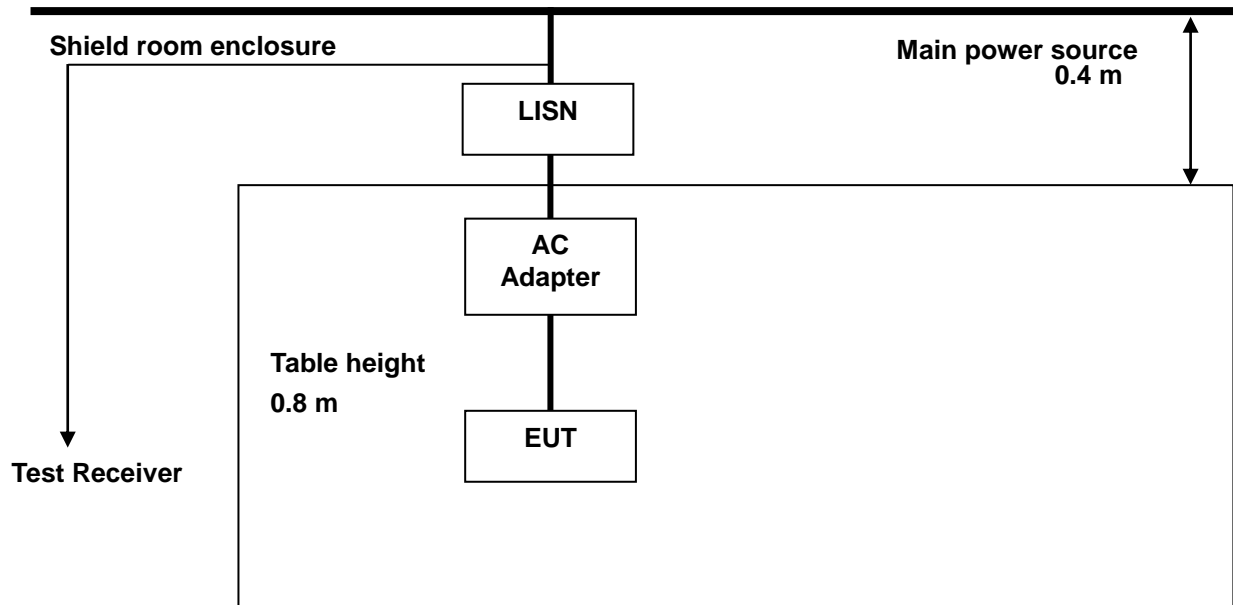 Shield room enclosure
Main power source
0.4 m
LISN
AC
Adapter
Table height
0.8 m
EUT
Test Receiver